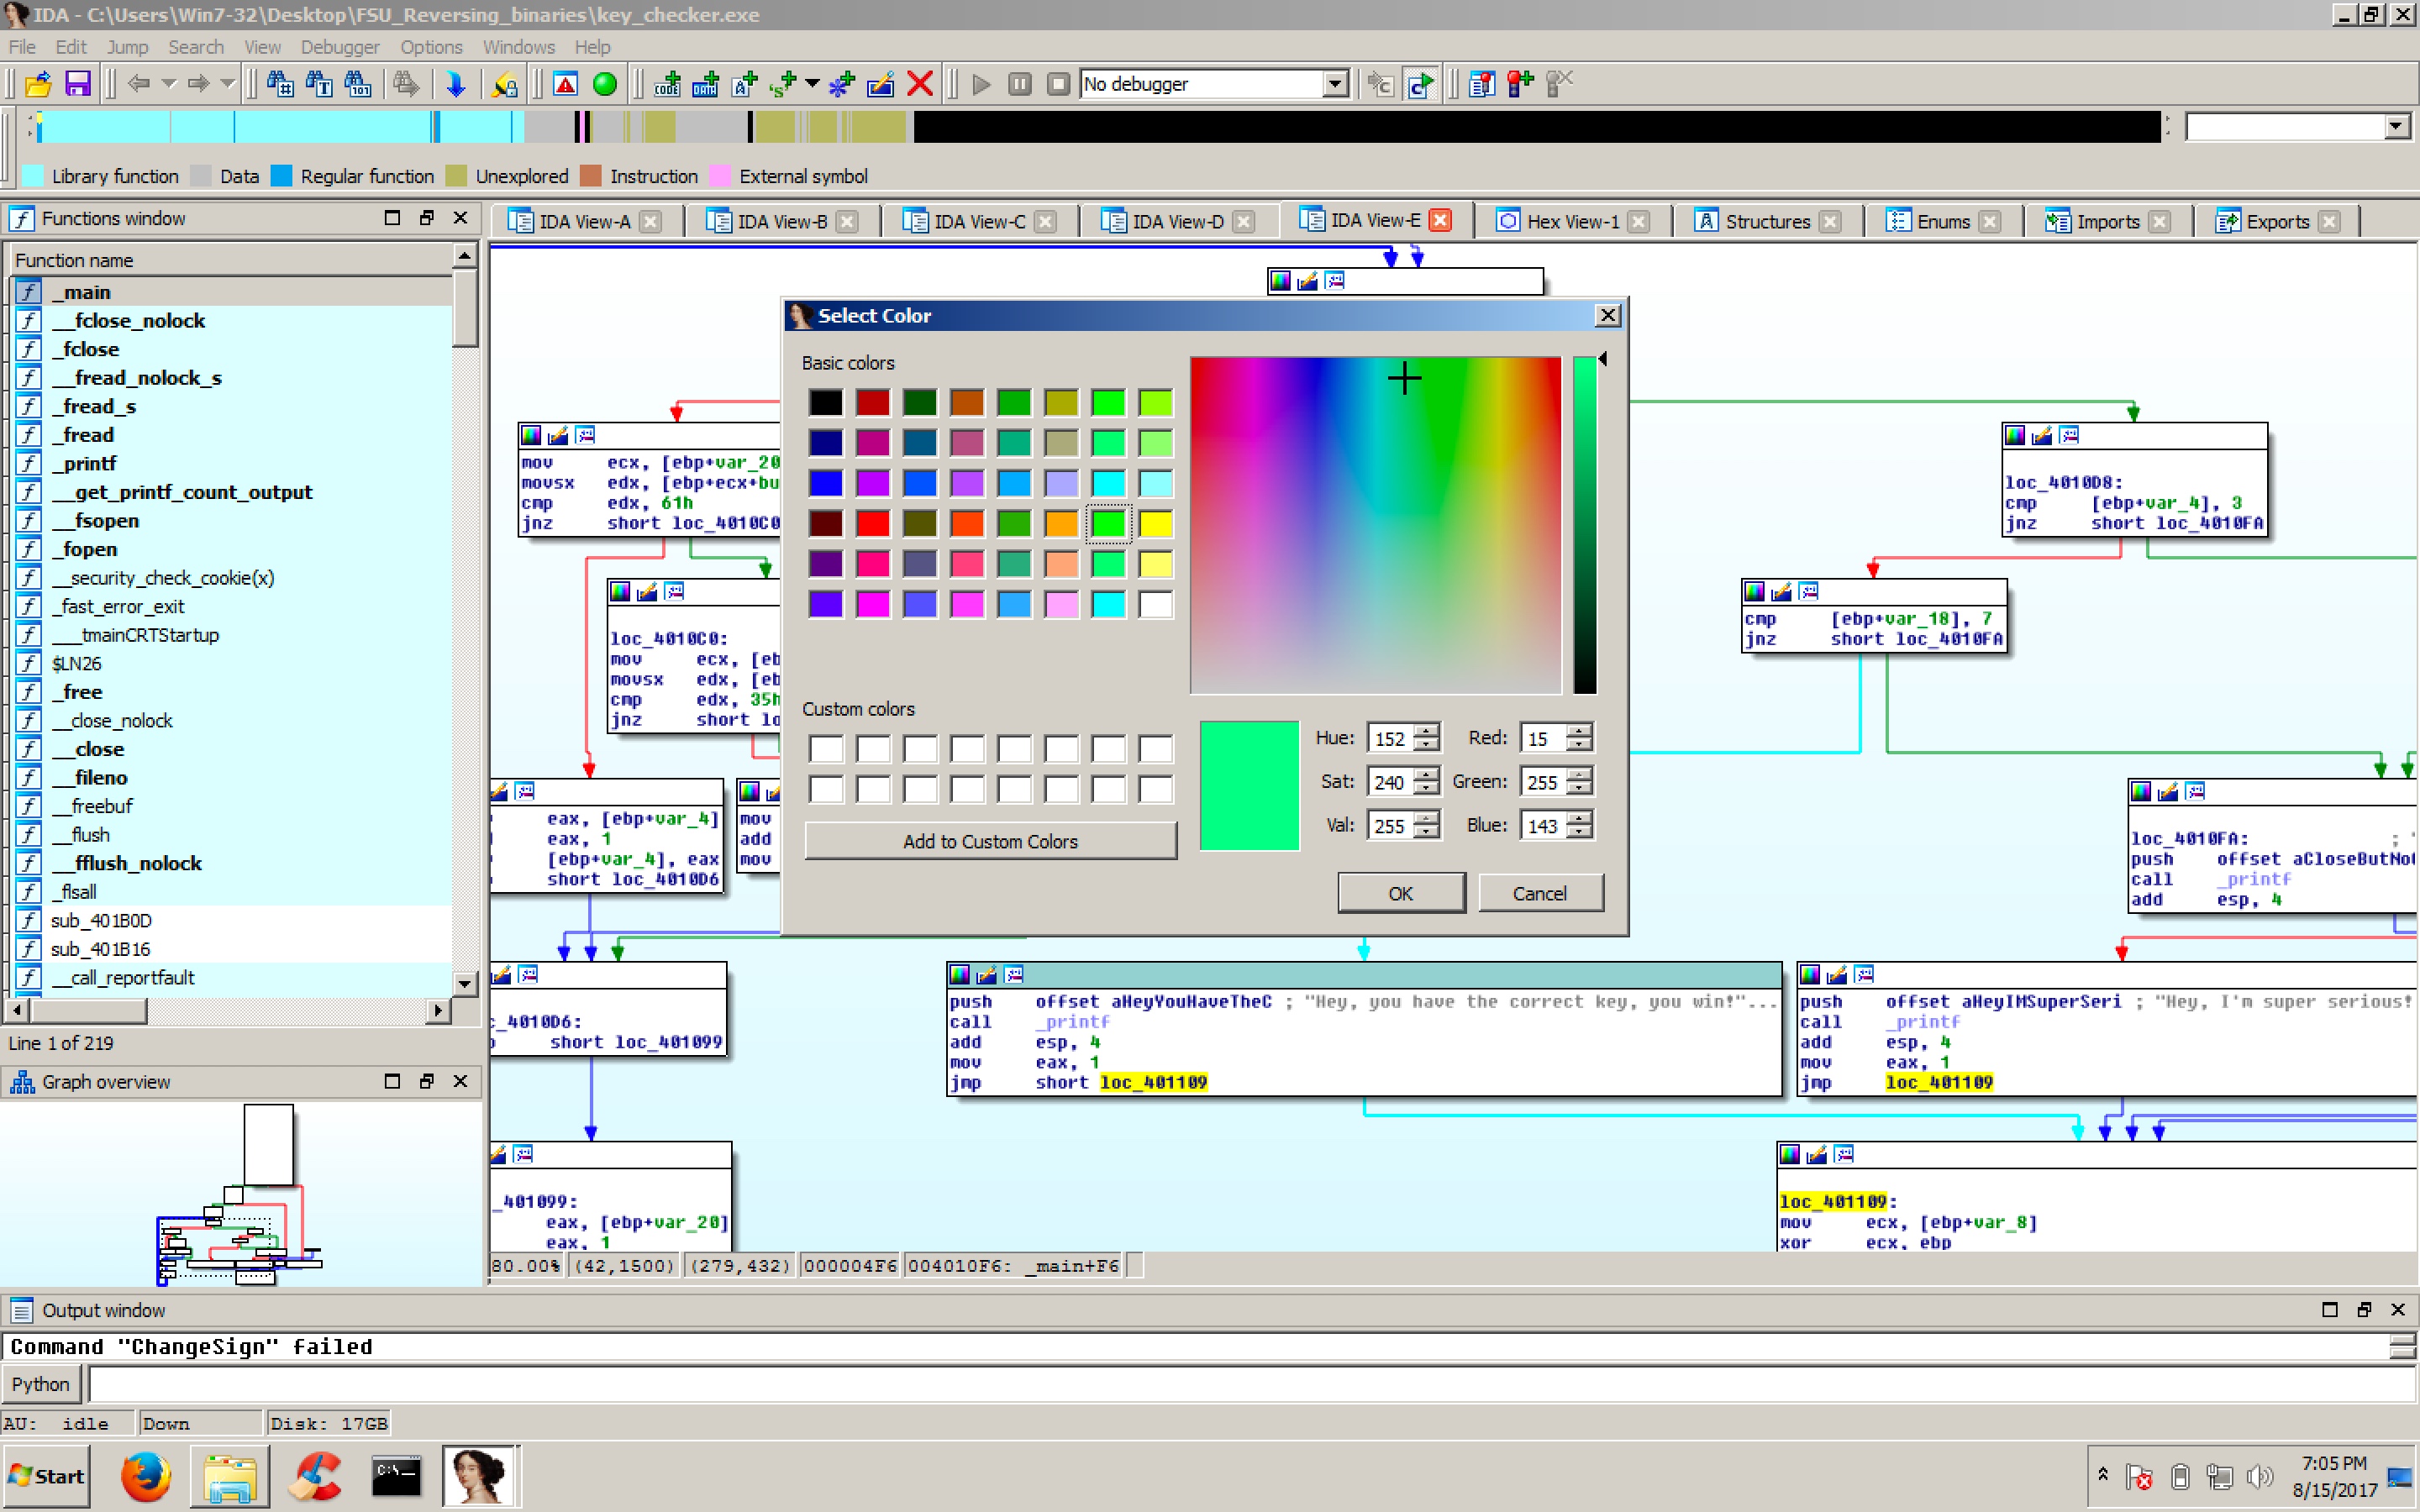 IDA - C:\Users\Win7-32\Desktop\FSU_Reversing_binaries\key_checker.exe
File Edit Jump Search View Debugger Options Windows Help
No debugger
Library function Data Regular function Unexplored Instruction External symbol
Functions window
IDA View-A IDA View-B IDA View-C IDA View-D IDA View-E Hex View-1 Structures Enums Imports Exports
Function name
_main
__fclose_nolock
_fclose
__fread_nolock_s
_fread_s
_fread
_printf
__get_printf_count_output
__fsopen
_fopen
__security_check_cookie(x)
_fast_error_exit
___tmainCRTStartup
$LN26
_free
__close_nolock
__close
__fileno
__freebuf
__flush
__fflush_nolock
_flsall
sub_401B0D
sub_401B16
__call_reportfault
Line 1 of 219
Graph overview
mov ecx, [ebp+var_20
movsx edx, [ebp+ecx+bu
cmp edx, 61h
jnz short loc_4010C0
loc_4010C0:
mov ecx, [eb
movsx edx, [eb
cmp edx, 35h
jnz short lo
eax, [ebp+var_4]
eax, 1
[ebp+var_4], eax
short loc_4010D6
mov
add
mov
c_4010D6:
short loc_401099
_401099:
eax, [ebp+var_20]
eax, 1
Select Color
Basic colors
Custom colors
Add to Custom Colors
Hue: 152 Red: 15
Sat: 240 Green: 255
Val: 255 Blue: 143
OK Cancel
loc_4010D8:
cmp [ebp+var_4], 3
jnz short loc_4010FA
cmp [ebp+var_18], 7
jnz short loc_4010FA
loc_4010FA: ; "
push offset aCloseButNot
call _printf
add esp, 4
push offset aHeyYouHaveTheC ; "Hey, you have the correct key, you win!"...
call _printf
add esp, 4
mov eax, 1
jmp short loc_401109
push offset aHeyIMSuperSeri ; "Hey, I'm super serious!
call _printf
add esp, 4
mov eax, 1
jmp loc_401109
loc_401109:
mov ecx, [ebp+var_8]
xor ecx, ebp
80.00% (42,1500) (279,432) 000004F6 004010F6: _main+F6
Output window
Command "ChangeSign" failed
Python
AU: idle Down Disk: 17GB
Start
C:\_
7:05 PM
8/15/2017